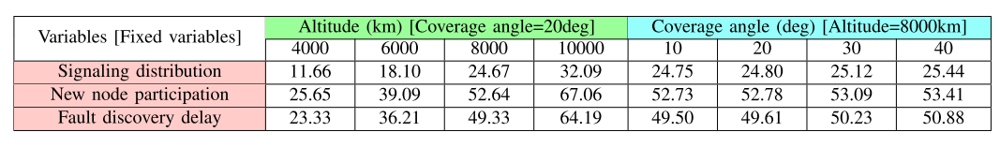 Variables [Fixed variables] Altitude (km) [Coverage angle=20deg] Coverage angle (deg) [Altitude=8000km]
4000 6000 8000 10000 10 20 30 40
Signaling distribution 11.66 18.10 24.67 32.09 24.75 24.80 25.12 25.44
New node participation 25.65 39.09 52.64 67.06 52.73 52.78 53.09 53.41
Fault discovery delay 23.33 36.21 49.33 64.19 49.50 49.61 50.23 50.88